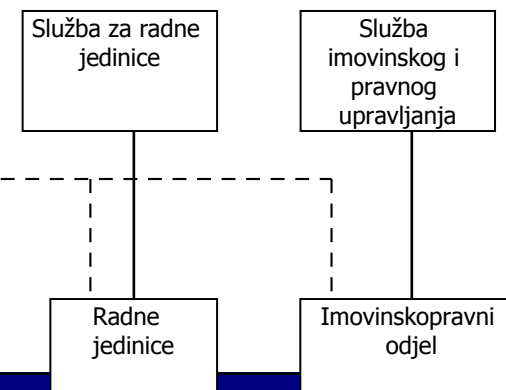 Služba za radne
jedinice
Služba
imovinskog i
pravnog
upravljanja
Radne
jedinice
Imovinskopravni
odjel